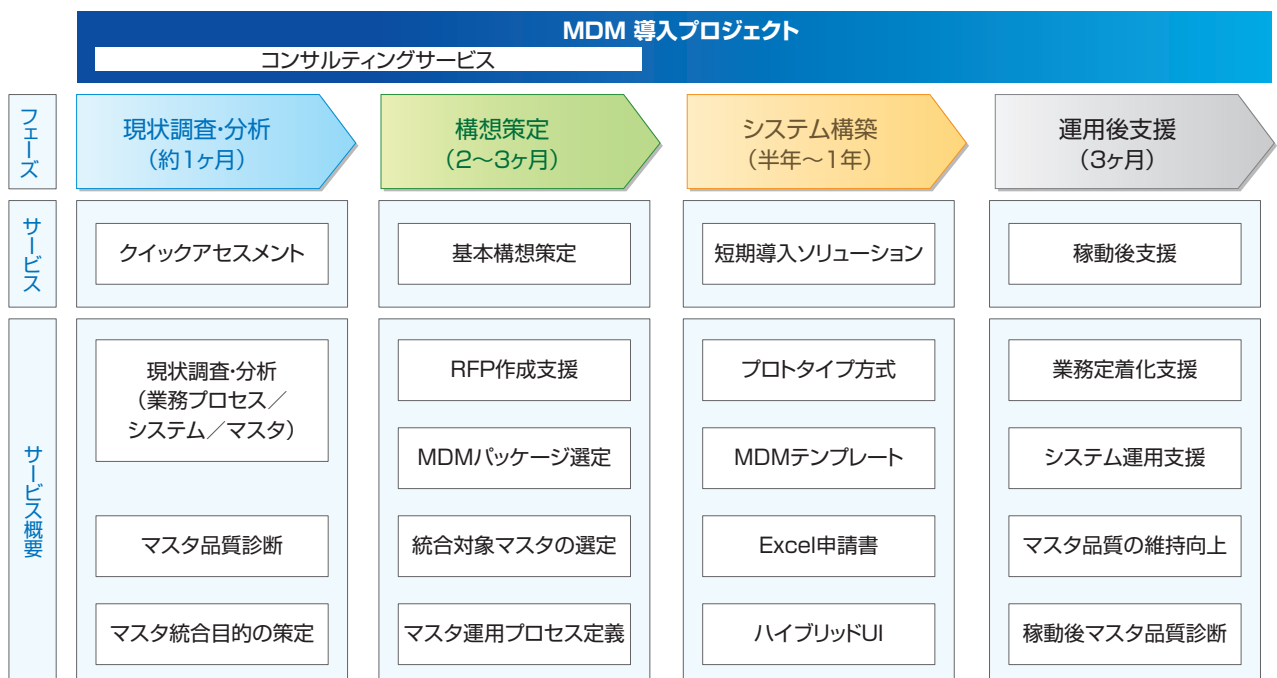 MDM 導入プロジェクト
コンサルティングサービス
フェーズ
現状調査・分析
（約1ヶ月）
構想策定
（2〜3ヶ月）
システム構築
（半年〜1年）
運用後支援
（3ヶ月）
サービス
クイックアセスメント
基本構想策定
短期導入ソリューション
稼動後支援
サービス概要
現状調査・分析
（業務プロセス／
システム／マスタ）
マスタ品質診断
マスタ統合目的の策定
RFP作成支援
MDMパッケージ選定
統合対象マスタの選定
マスタ運用プロセス定義
プロトタイプ方式
MDMテンプレート
Excel申請書
ハイブリッドUI
業務定着化支援
システム運用支援
マスタ品質の維持向上
稼動後マスタ品質診断